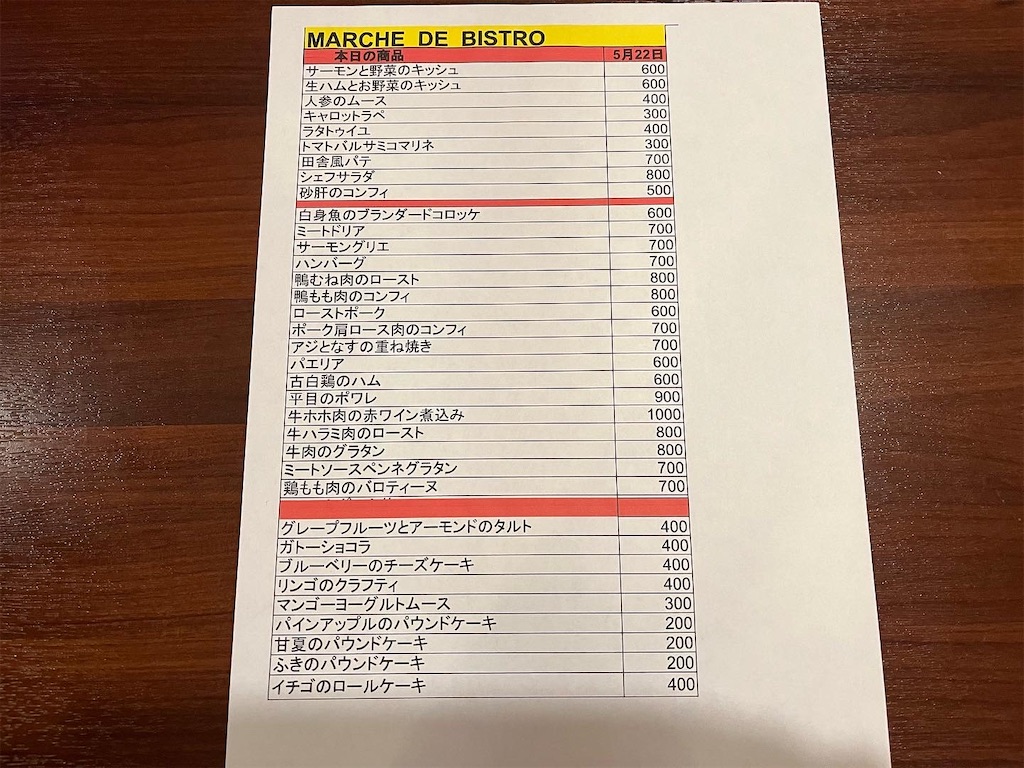 MARCHE DE BISTRO
本日の商品 5月22日
サーモンと野菜のキッシュ 600
生ハムとお野菜のキッシュ 600
人参のムース 400
キャロットラペ 300
ラタトゥイユ 400
トマトバルサミコマリネ 300
田舎風パテ 700
シェフサラダ 800
砂肝のコンフィ 500
白身魚のブランダードコロッケ 600
ミートドリア 700
サーモングリエ 700
ハンバーグ 700
鴨むね肉のロースト 800
鴨もも肉のコンフィ 800
ローストポーク 600
ポーク肩ロース肉のコンフィ 700
アジとなすの重ね焼き 700
パエリア 600
古白鶏のハム 600
平目のポワレ 900
牛ホホ肉の赤ワイン煮込み 1000
牛ハラミ肉のロースト 800
牛肉のグラタン 800
ミートソースペンネグラタン 700
鶏もも肉のバロティーヌ 700
グレープフルーツとアーモンドのタルト 400
ガトーショコラ 400
ブルーベリーのチーズケーキ 400
リンゴのクラフティ 400
マンゴーヨーグルトムース 300
パインアップルのパウンドケーキ 200
甘夏のパウンドケーキ 200
ふきのパウンドケーキ 200
イチゴのロールケーキ 400